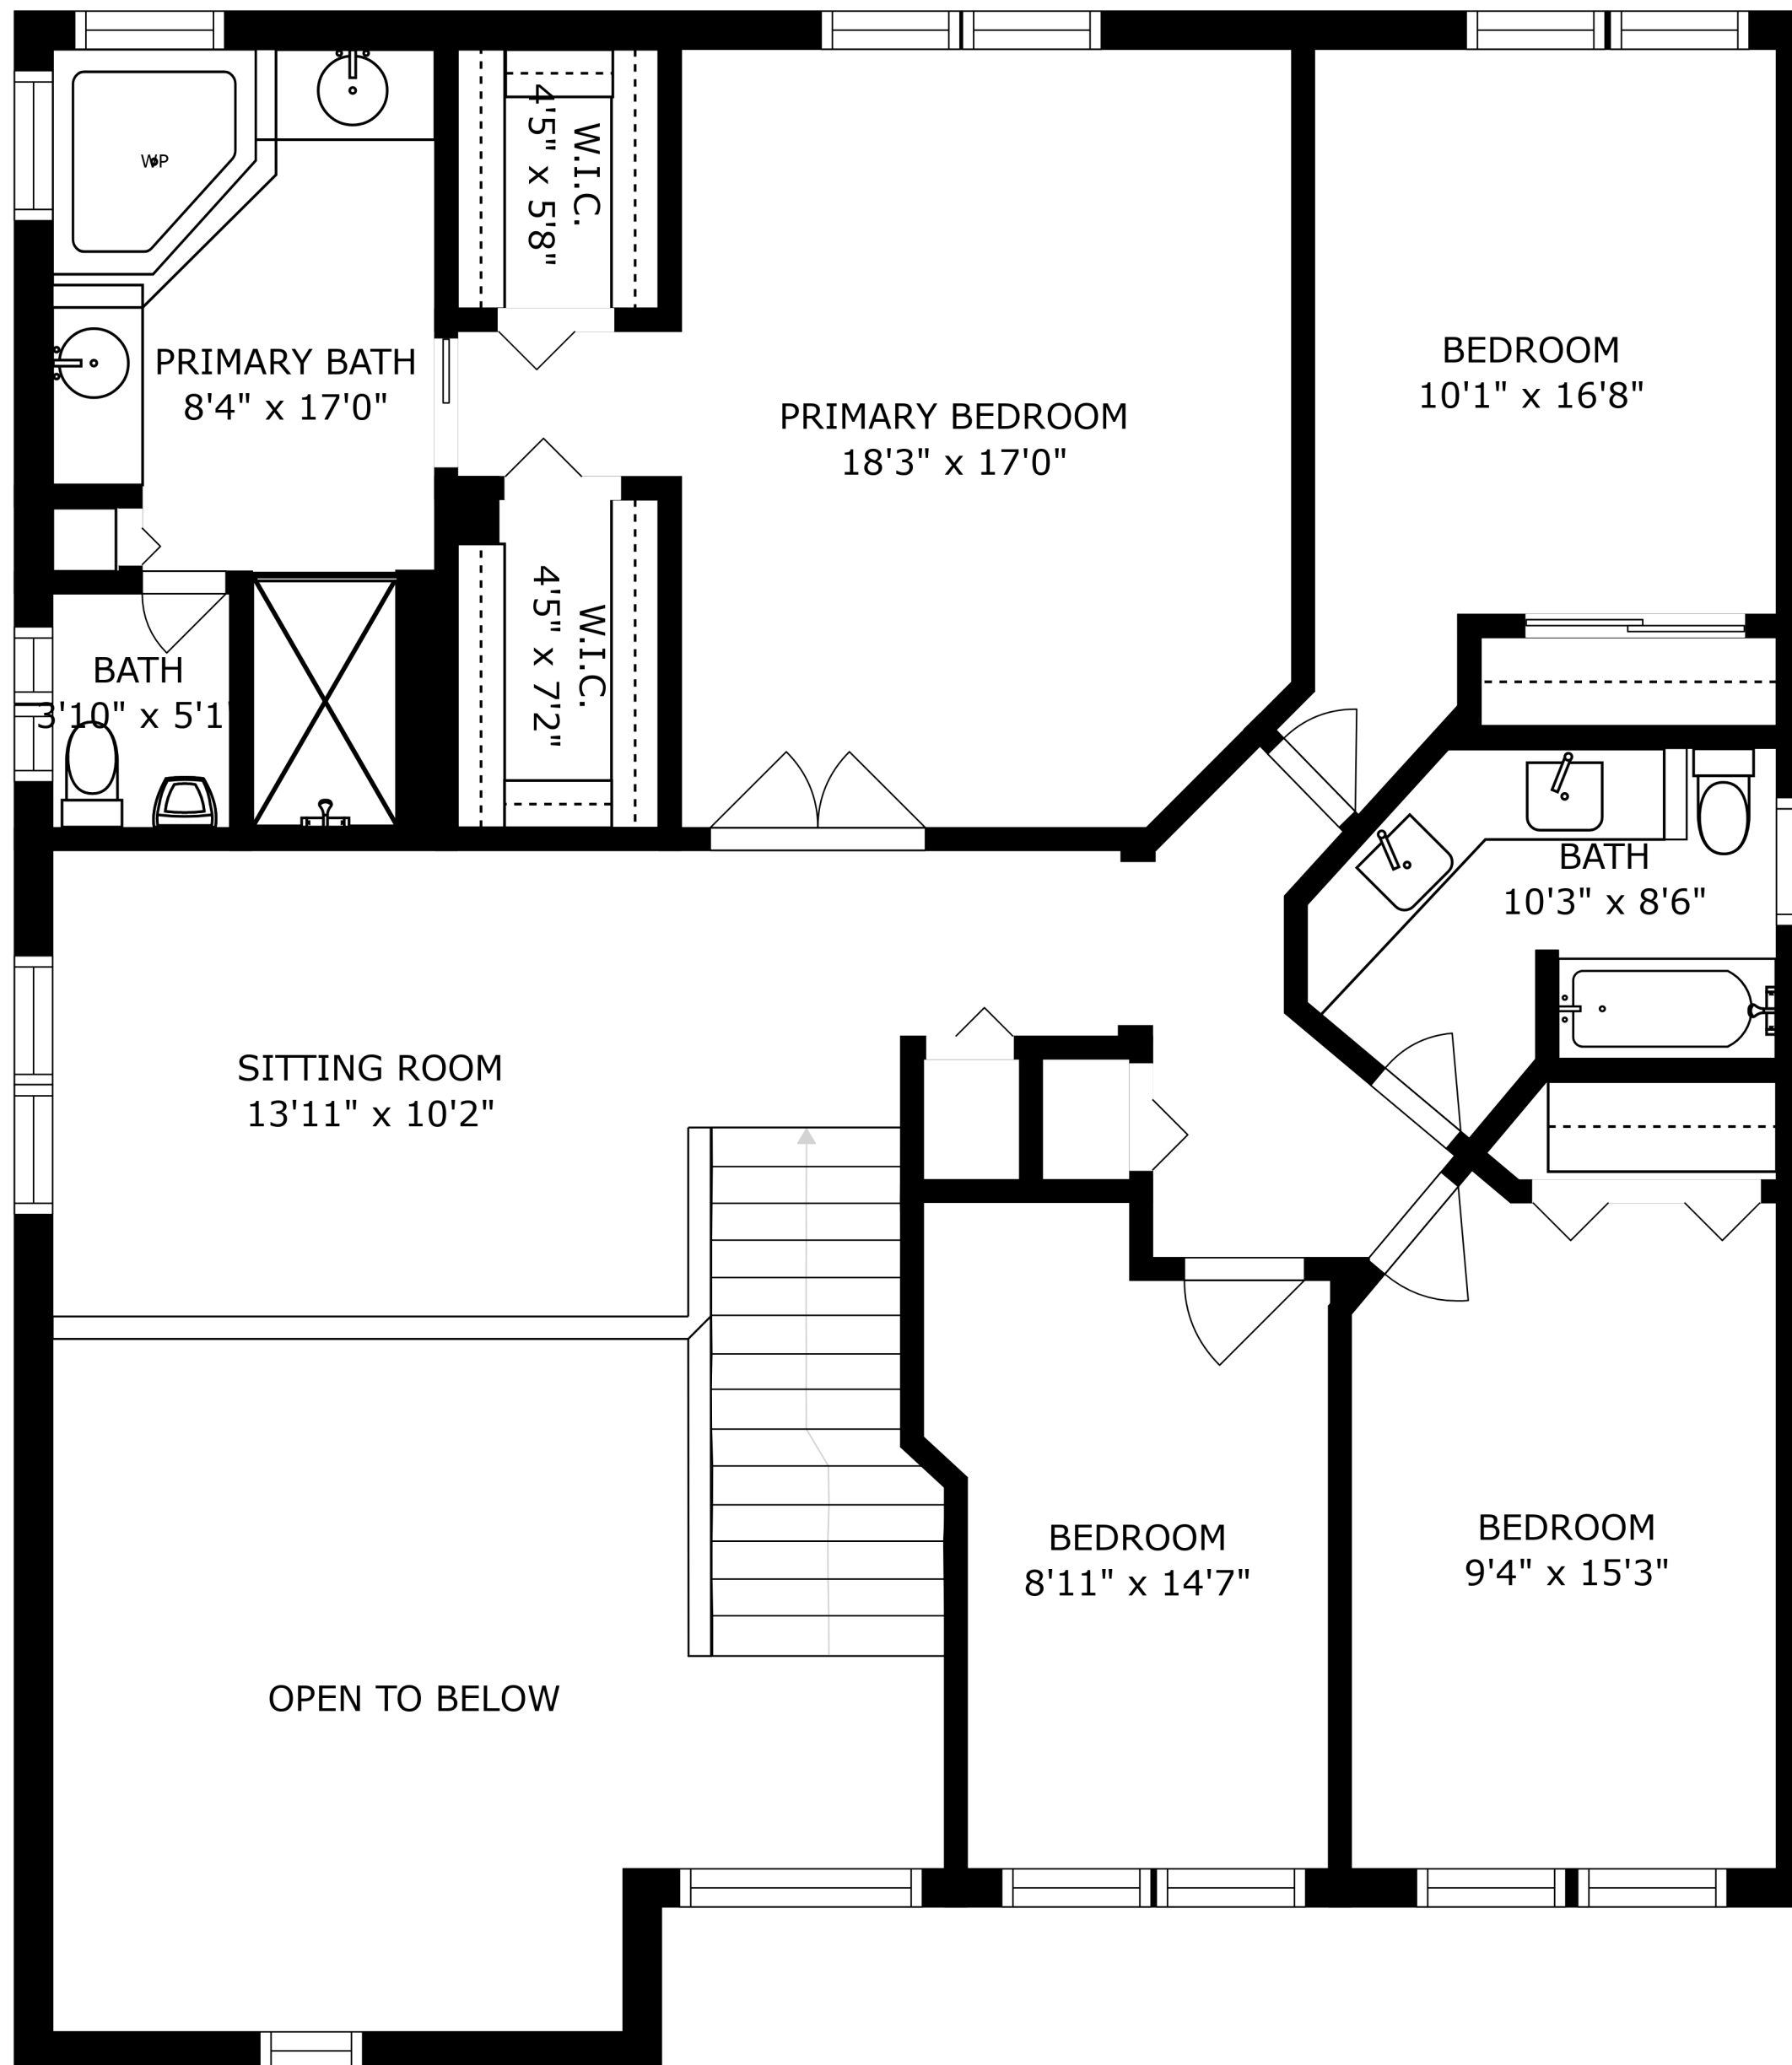 WP
W.I.C.
4'5" x 5'8"
PRIMARY BATH
8'4" x 17'0"
PRIMARY BEDROOM
18'3" x 17'0"
BEDROOM
10'1" x 16'8"
W.I.C.
4'5" x 7'2"
BATH
3'10" x 5'1
BATH
10'3" x 8'6"
SITTING ROOM
13'11" x 10'2"
BEDROOM
8'11" x 14'7"
BEDROOM
9'4" x 15'3"
OPEN TO BELOW